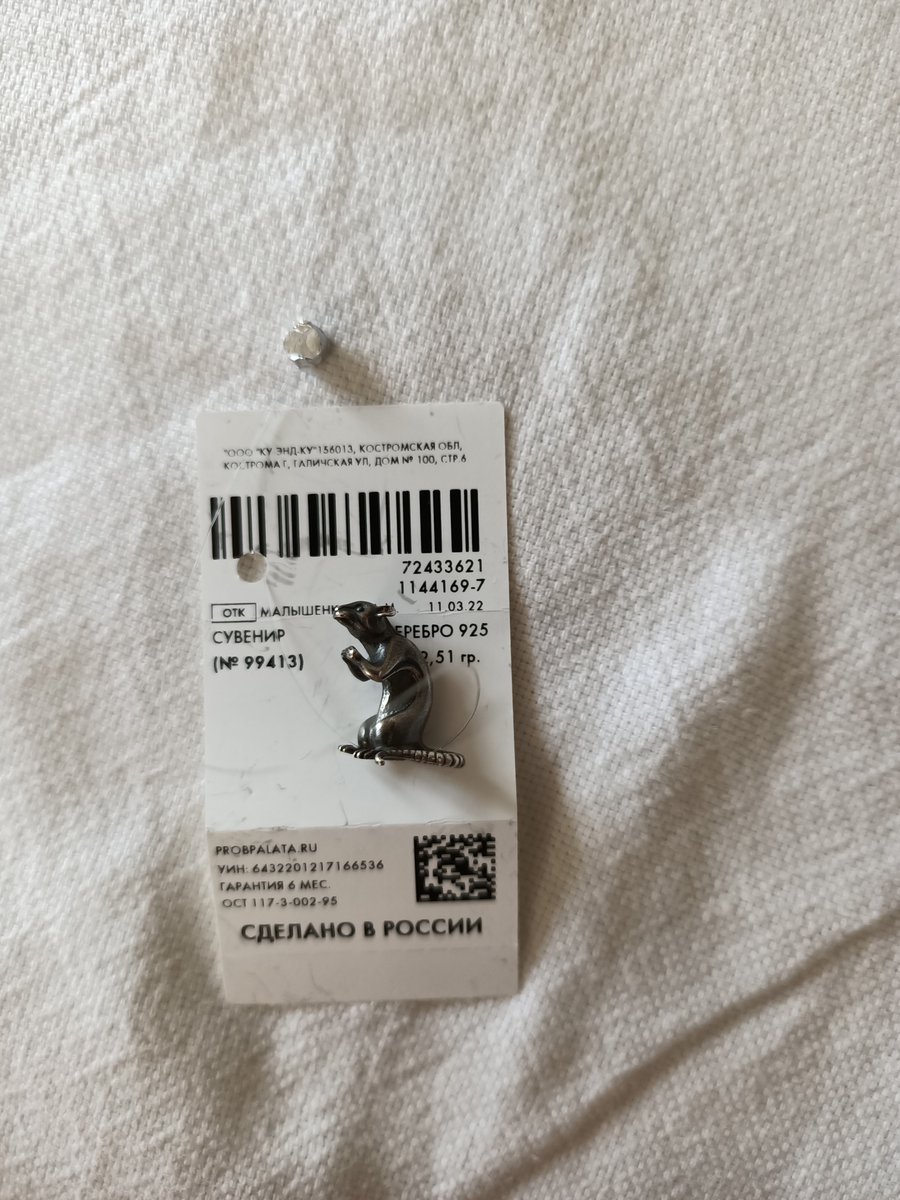 "ООО "КУ ЭНД-КУ"156013, КОСТРОМСКАЯ ОБЛ,
КОСТРОМА Г, ГАЛИЧСКАЯ УЛ, ДОМ № 100, СТР.6
72433621
1144169-7
ОТК 11.03.22
СУВЕНИР 925
(№ 99413) гр.
PROBPALATA.RU
УИН: 6432201217166536
ГАРАНТИЯ 6 МЕС.
ОСТ 117-3-002-95
СДЕЛАНО В РОССИИ